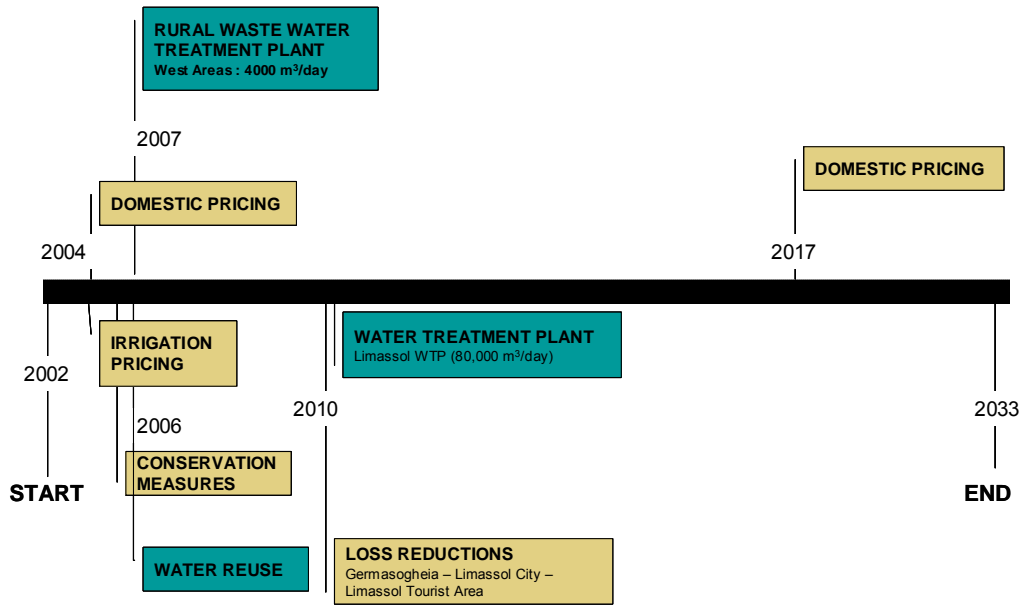 RURAL WASTE WATER
TREATMENT PLANT
West Areas : 4000 m³/day
2007
DOMESTIC PRICING
DOMESTIC PRICING
2004
2017
IRRIGATION
PRICING
WATER TREATMENT PLANT
Limassol WTP (80,000 m³/day)
2002
2010
2033
2006
CONSERVATION
MEASURES
START
END
WATER REUSE
LOSS REDUCTIONS
Germasogheia – Limassol City –
Limassol Tourist Area